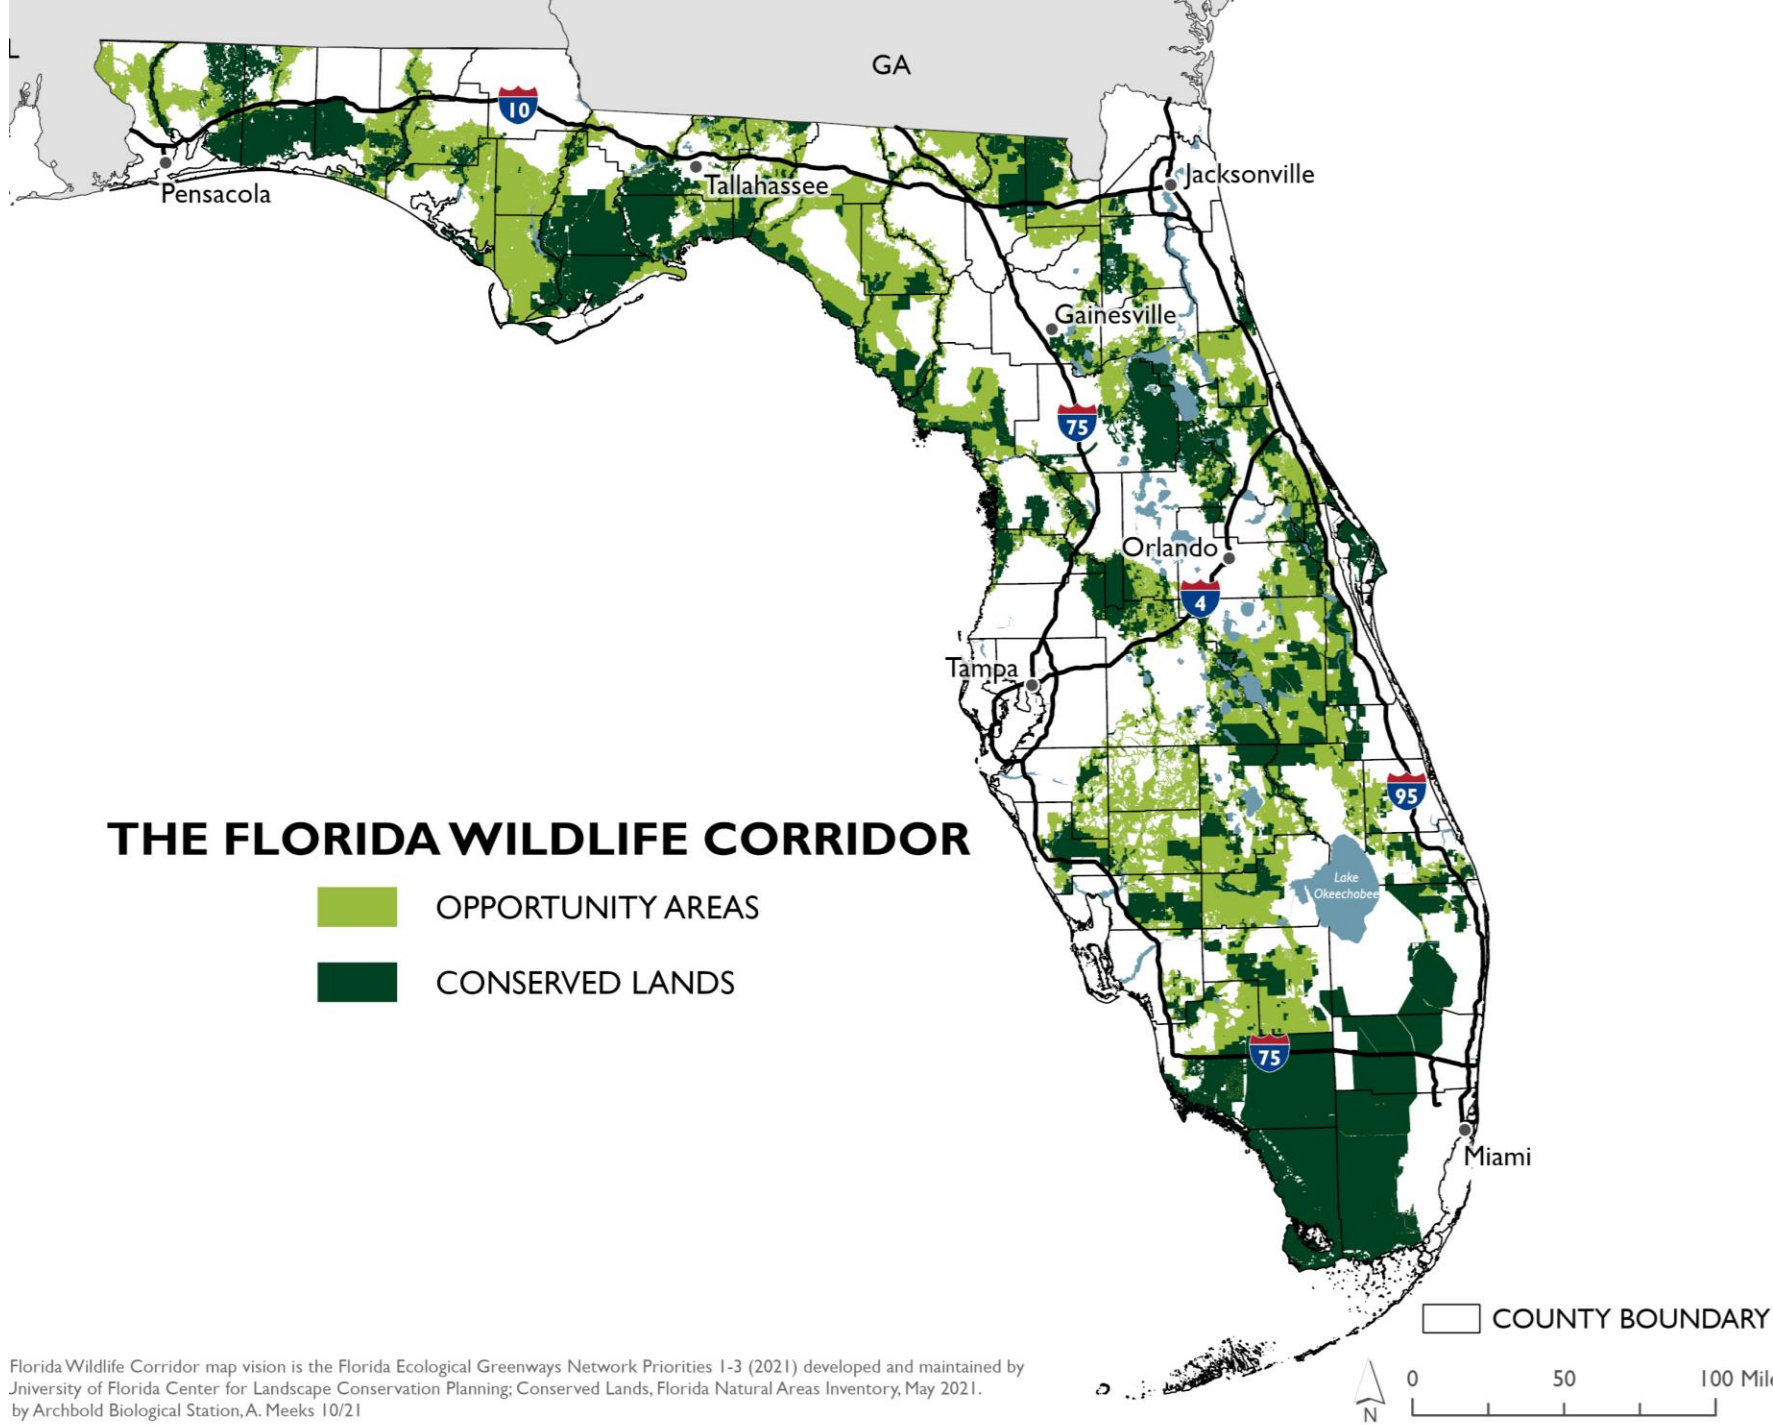 L
GA
10
Jacksonville
Tallahassee
Pensacola
Gainesville
75
Orlando
4
Tampa
95
THE FLORIDA WILDLIFE CORRIDOR
Lake
Okeechobee
OPPORTUNITY AREAS
CONSERVED LANDS
75
Miami
COUNTY BOUNDARY
Florida Wildlife Corridor map vision is the Florida Ecological Greenways Network Priorities 1-3 (2021) developed and maintained by
University of Florida Center for Landscape Conservation Planning; Conserved Lands, Florida Natural Areas Inventory, May 2021.
by Archbold Biological Station, A. Meeks 10/21
N
0 50 100 Mile